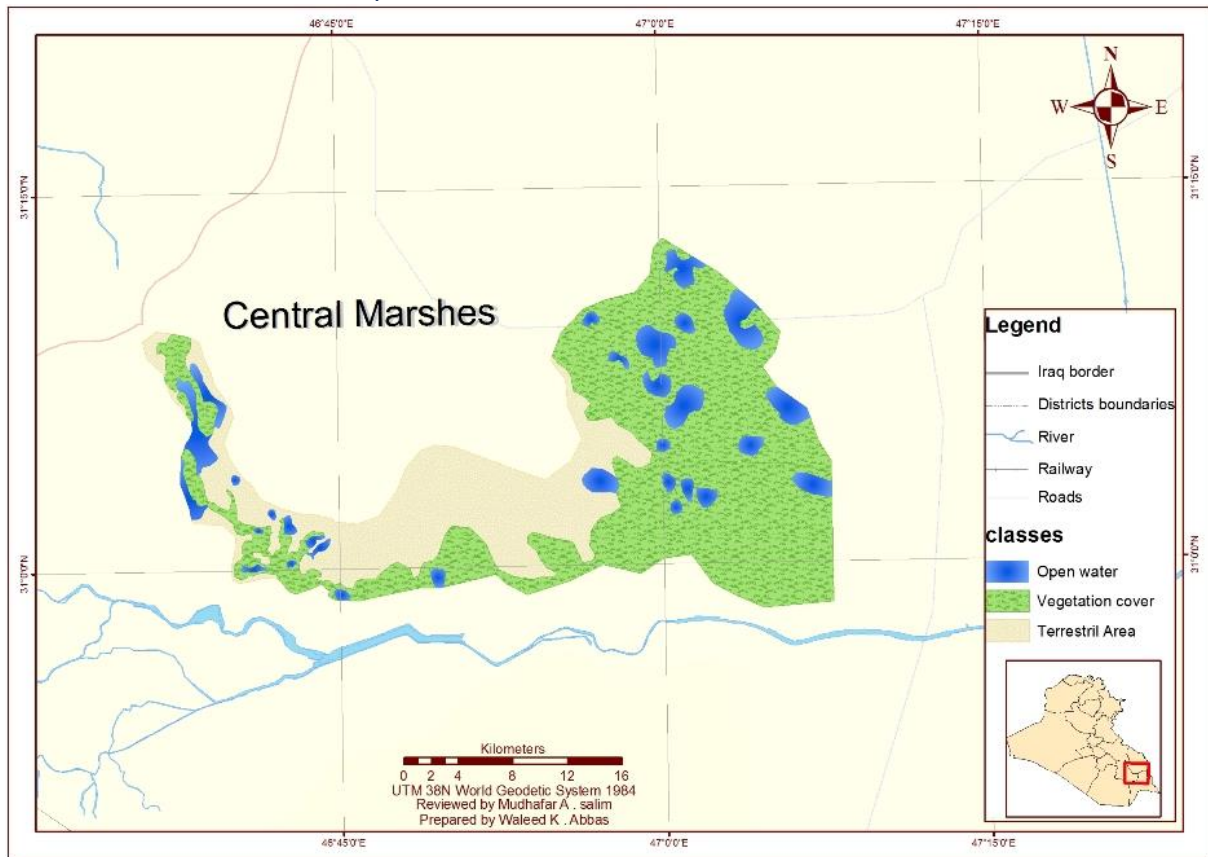 46°45'0"E
47°0'0"E
47°15'0"E
N
W
E
S
31°15'0"N
31°15'0"N
Central Marshes
Legend
Iraq border
Districts boundaries
River
Railway
Roads
classes
Open water
Vegetation cover
Terrestril Area
31°0'0"N
31°0'0"N
Kilometers
0 2 4 8 12 16
UTM 38N World Geodetic System 1984
Reviewed by Mudhafar A . salim
Prepared by Waleed K . Abbas
46°45'0"E
47°0'0"E
47°15'0"E